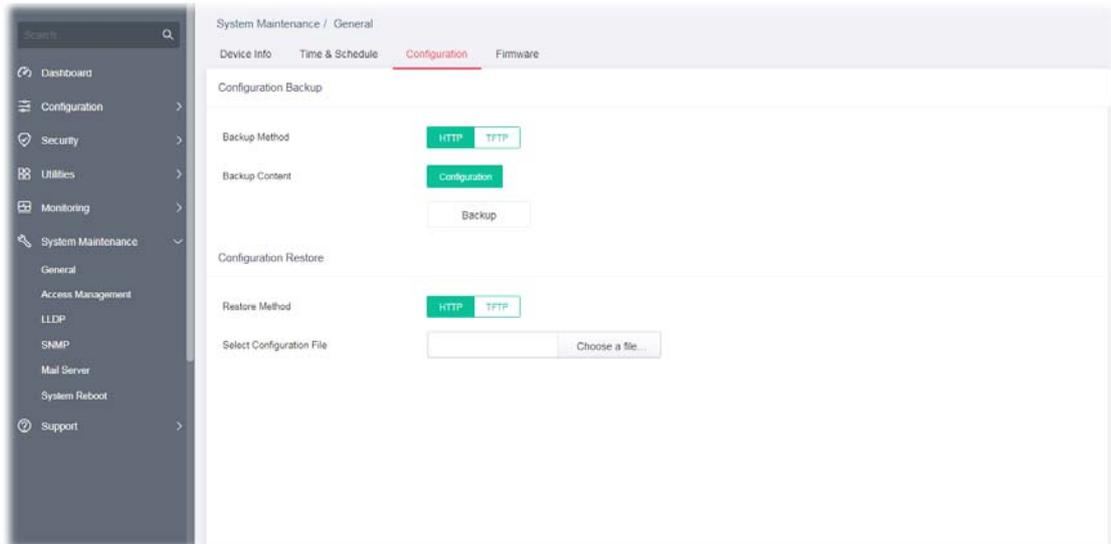 Search
Dashboard
Configuration
Security
Utilities
Monitoring
System Maintenance
General
Access Management
LLDP
SNMP
Mail Server
System Reboot
Support
System Maintenance / General
Device Info Time & Schedule Configuration Firmware
Configuration Backup
Backup Method HTTP TFTP
Backup Content Configuration
Backup
Configuration Restore
Restore Method HTTP TFTP
Select Configuration File Choose a file...